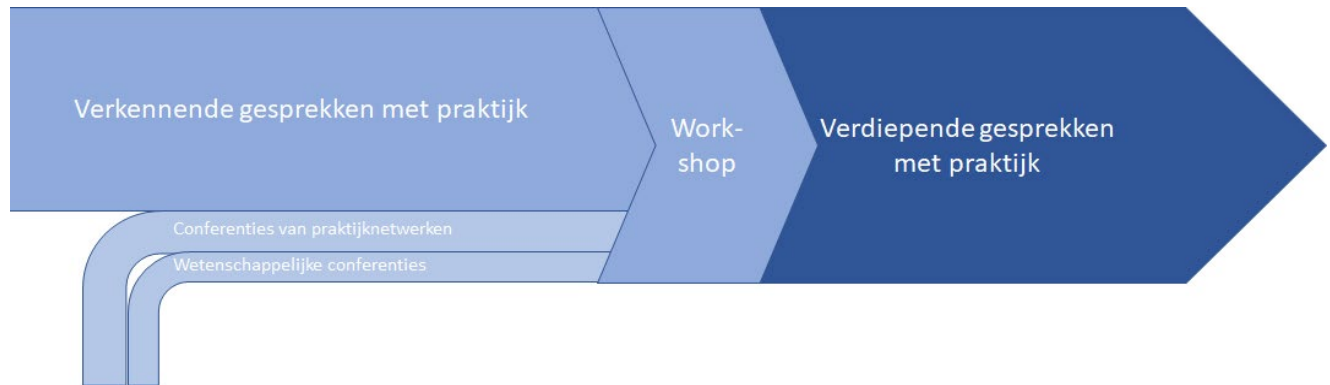 Verkennende gesprekken met praktijk
Work-
shop
Verdiepende gesprekken
met praktijk
Conferenties van praktijknetwerken
Wetenschappelijke conferenties